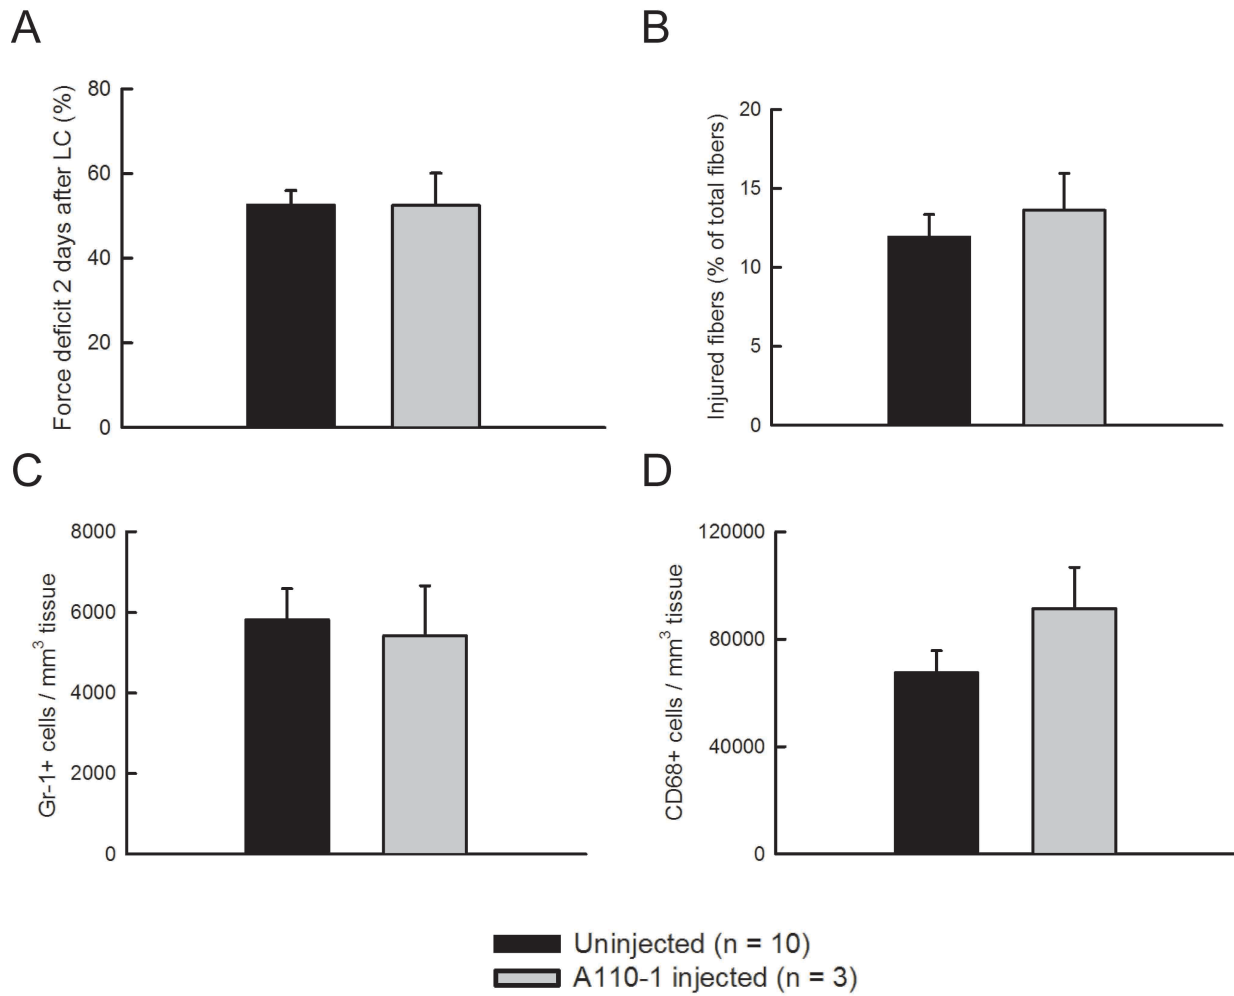 A
Force deficit 2 days after LC (%)
80
60
40
20
0
B
Injured fibers (% of total fibers)
20
15
10
5
0
C
Gr-1+ cells / mm³ tissue
8000
6000
4000
2000
0
D
CD68+ cells / mm³ tissue
120000
80000
40000
0
Uninjected (n = 10)
A110-1 injected (n = 3)